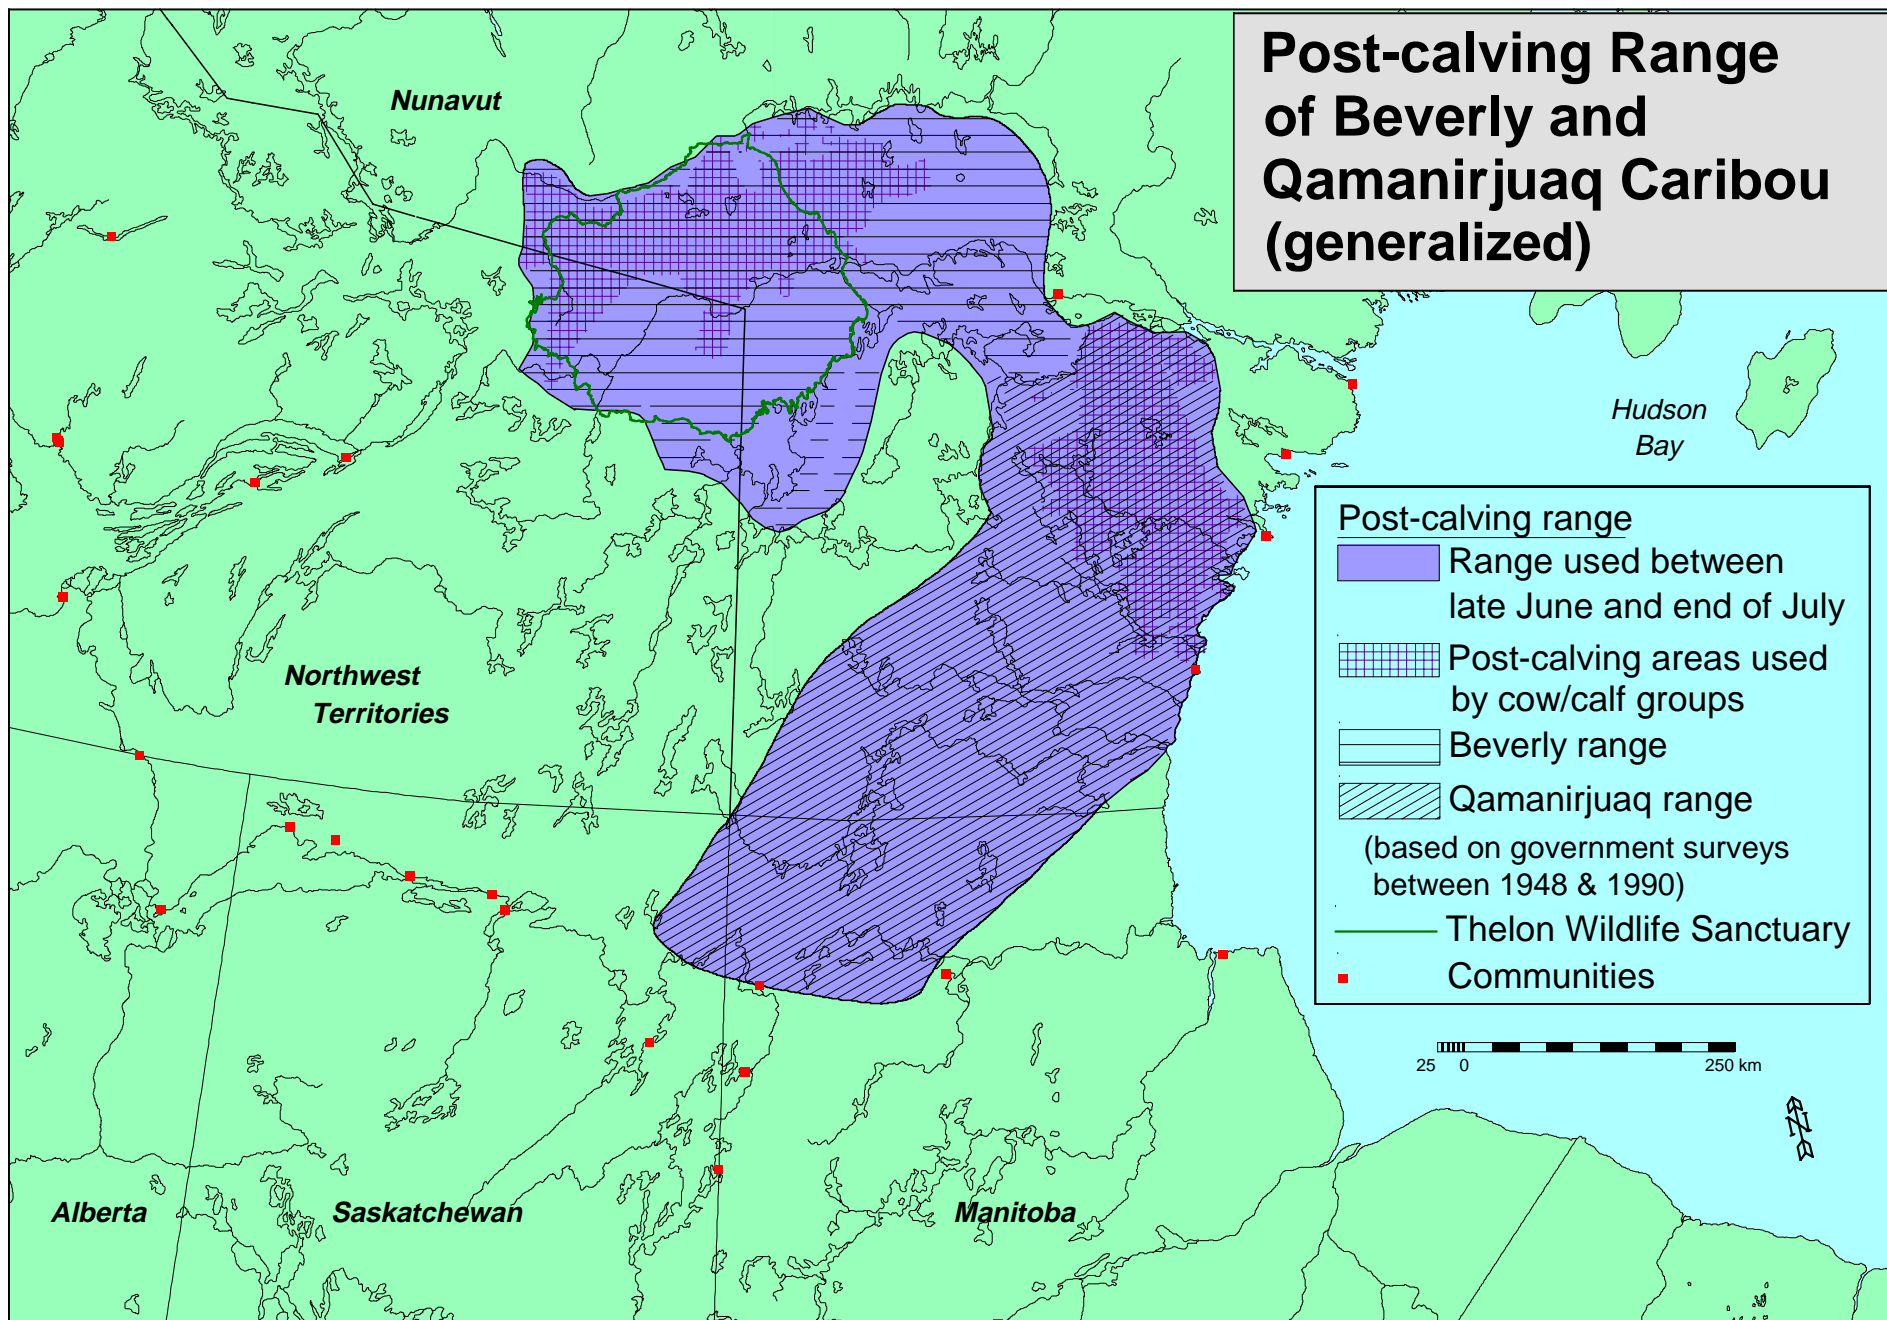 Post-calving Range
of Beverly and
Qamanirjuaq Caribou
(generalized)
Nunavut
Hudson
Bay
Northwest
Territories
Post-calving range
Range used between
late June and end of July
Post-calving areas used
by cow/calf groups
Beverly range
Qamanirjuaq range
(based on government surveys
between 1948 & 1990)
Thelon Wildlife Sanctuary
Communities
25 0 250 km
N
Alberta
Saskatchewan
Manitoba